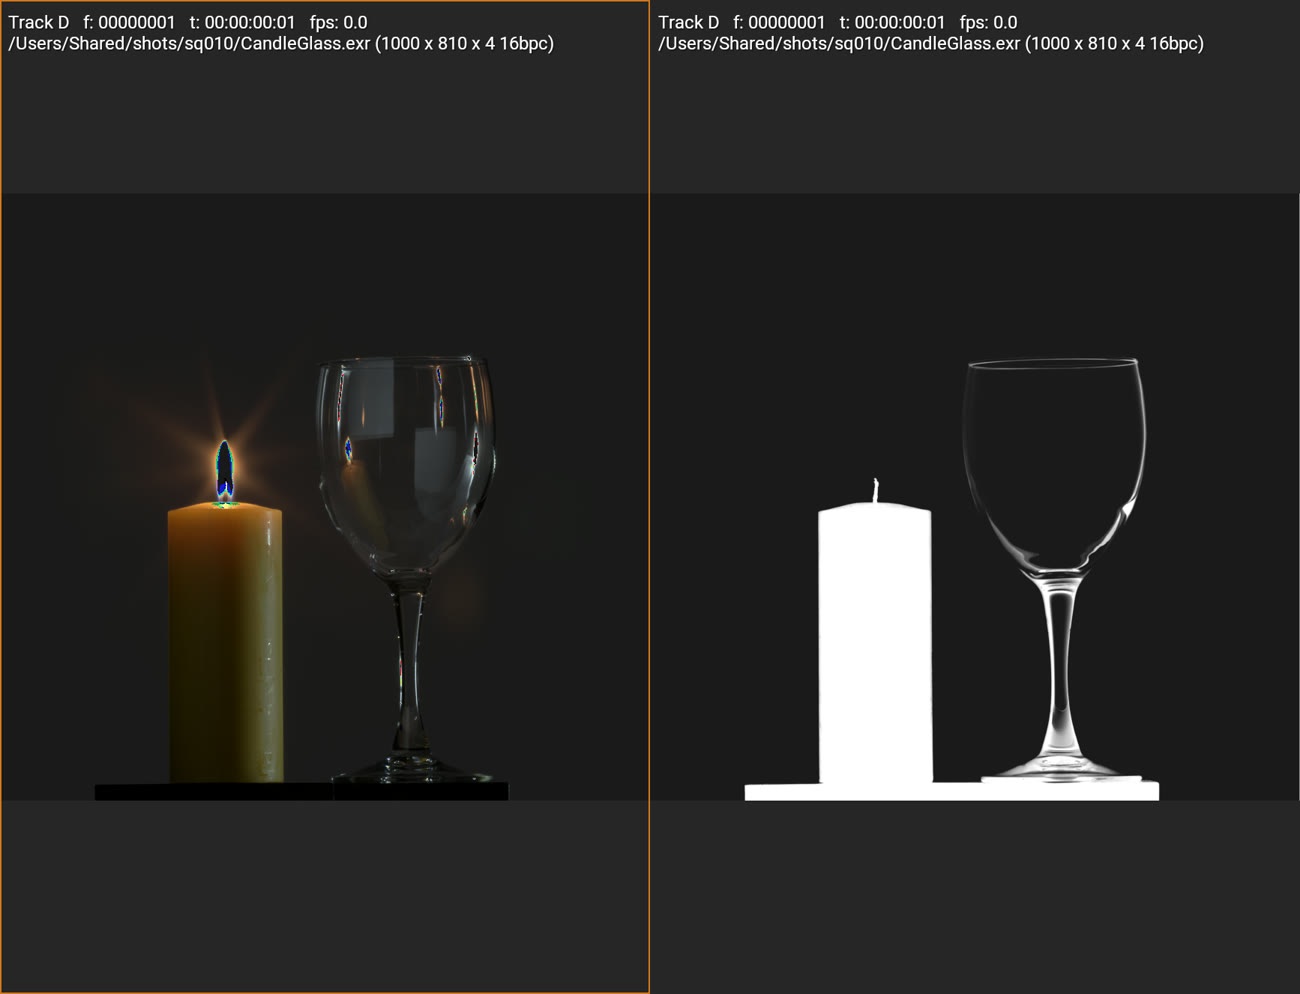 Track D f: 00000001 t: 00:00:00:01 fps: 0.0
/Users/Shared/shots/sq010/CandleGlass.exr (1000 x 810 x 4 16bpc)
Track D f: 00000001 t: 00:00:00:01 fps: 0.0
/Users/Shared/shots/sq010/CandleGlass.exr (1000 x 810 x 4 16bpc)